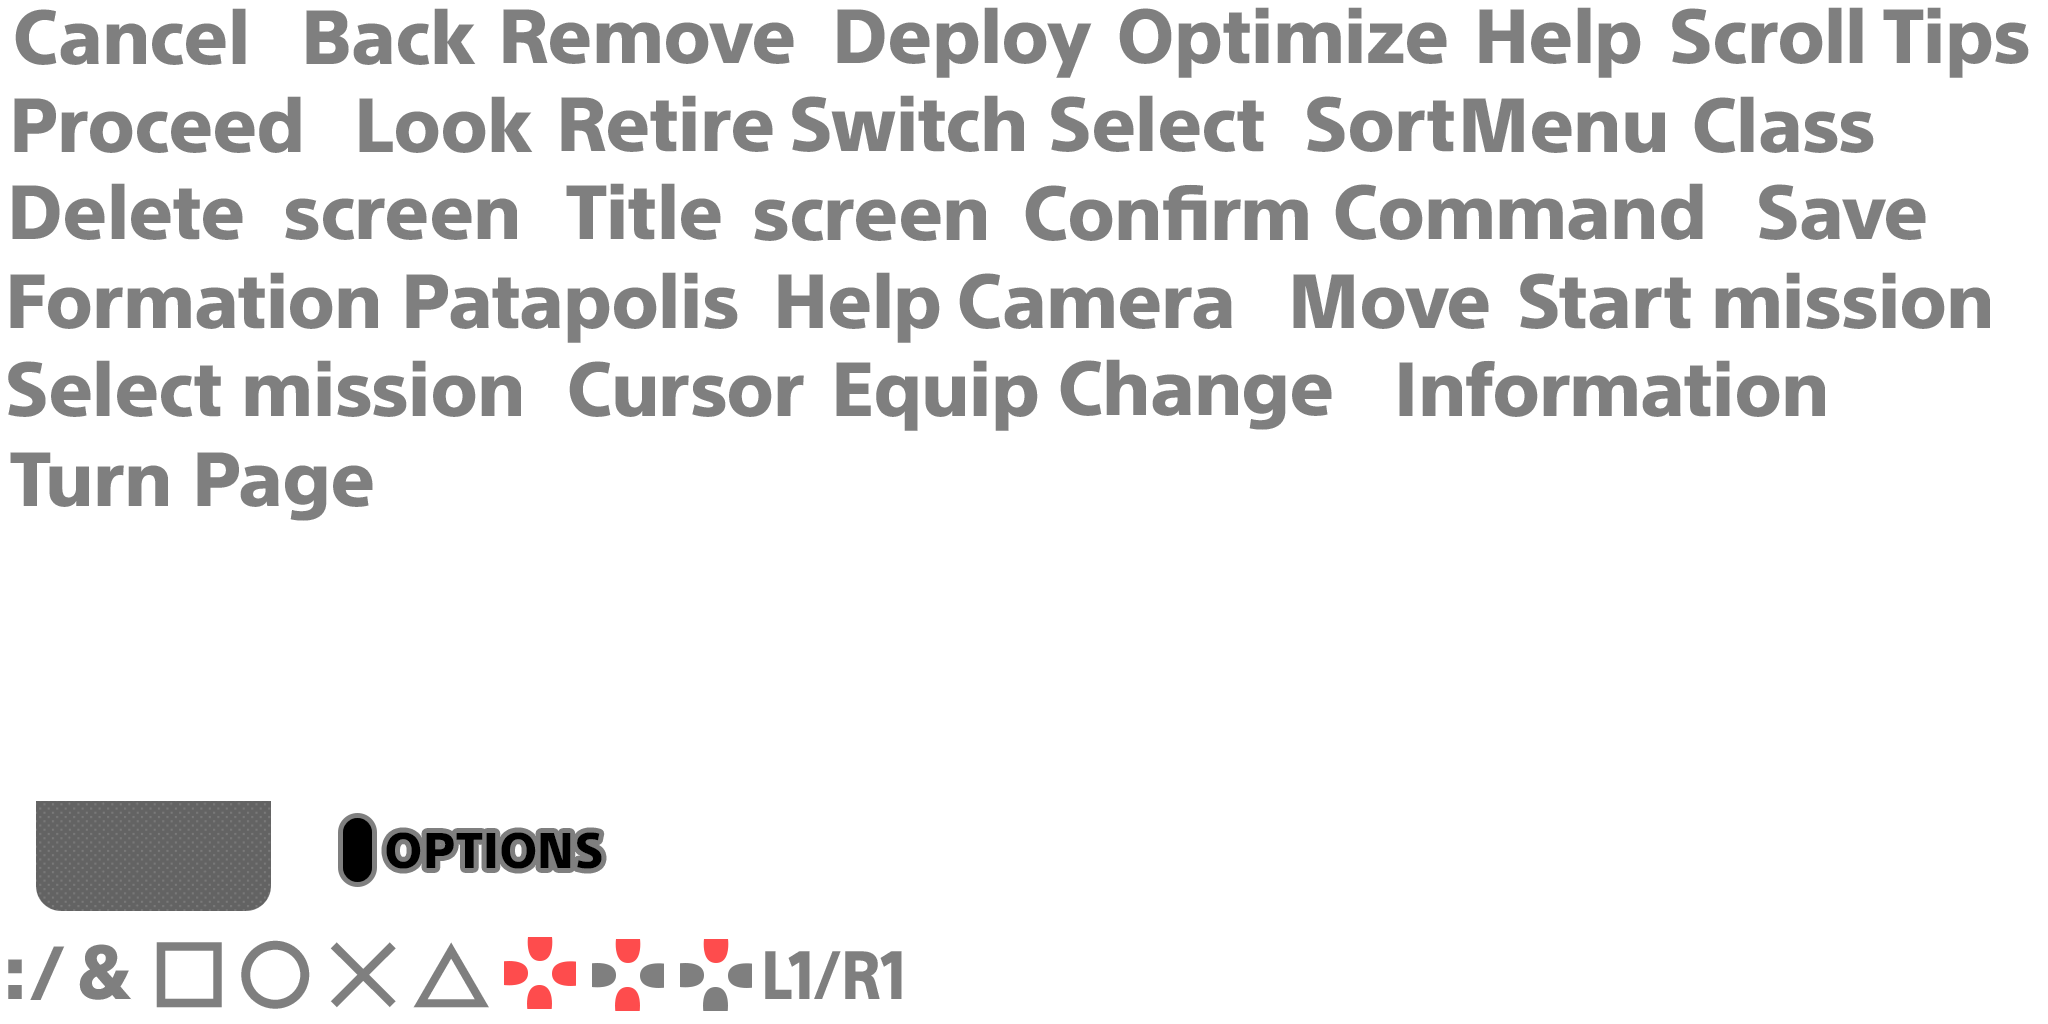 Cancel Back Remove Deploy Optimize Help Scroll Tips
Proceed Look Retire Switch Select Sort Menu Class
Delete screen Title screen Confirm Command Save
Formation Patapolis Help Camera Move Start mission
Select mission Cursor Equip Change Information
Turn Page
OPTIONS
:/ & L1/R1